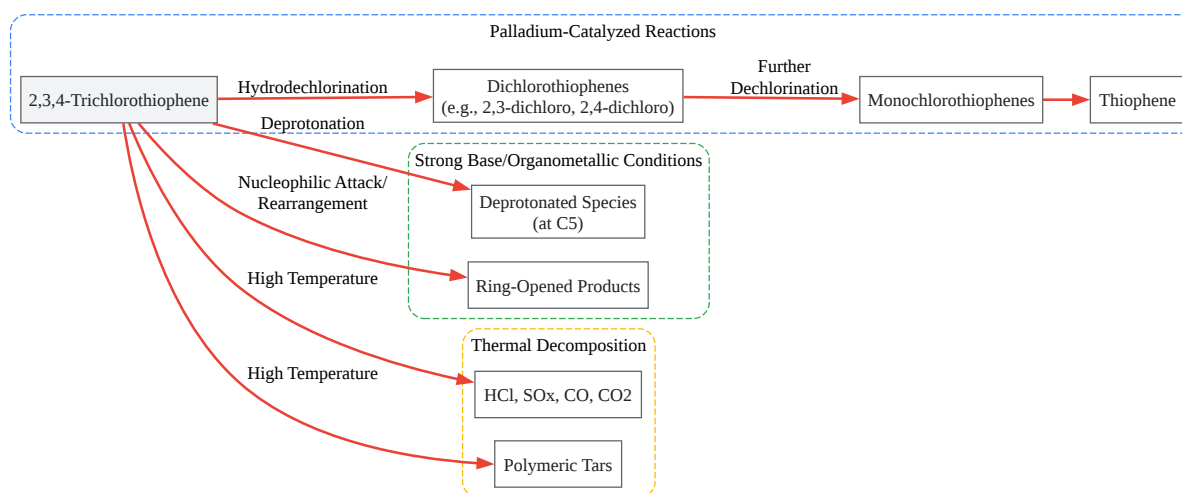 Palladium-Catalyzed Reactions
2,3,4-Trichlorothiophene
Hydrodechlorination
Dichlorothiophenes
(e.g., 2,3-dichloro, 2,4-dichloro)
Further
Dechlorination
Monochlorothiophenes
Thiophene
Deprotonation
Strong Base/Organometallic Conditions
Nucleophilic Attack/
Rearrangement
Deprotonated Species
(at C5)
High Temperature
Ring-Opened Products
Thermal Decomposition
High Temperature
HCl, SOx, CO, CO2
Polymeric Tars